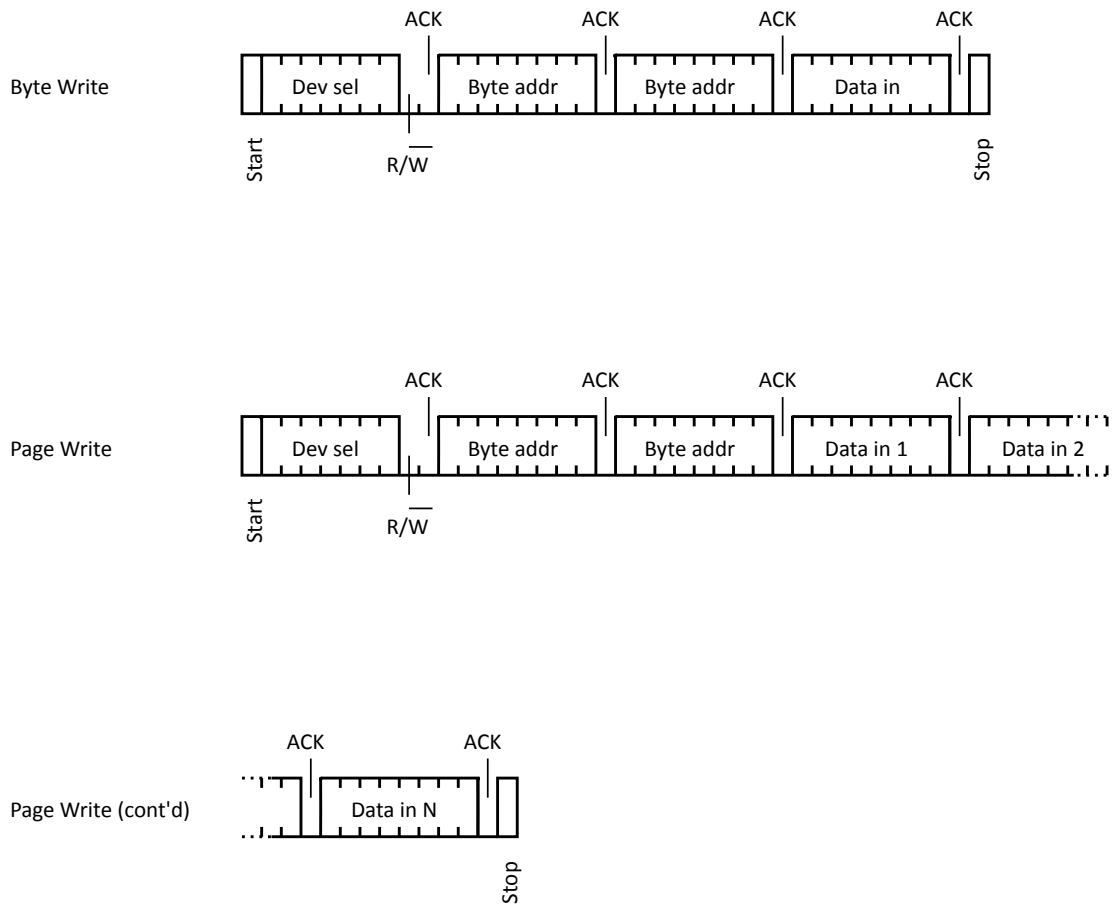 ACK ACK ACK ACK
Byte Write Dev sel Byte addr Byte addr Data in
Start R/W Stop
ACK ACK ACK ACK
Page Write Dev sel Byte addr Byte addr Data in 1 Data in 2
Start R/W
ACK ACK
Page Write (cont'd) Data in N
Stop